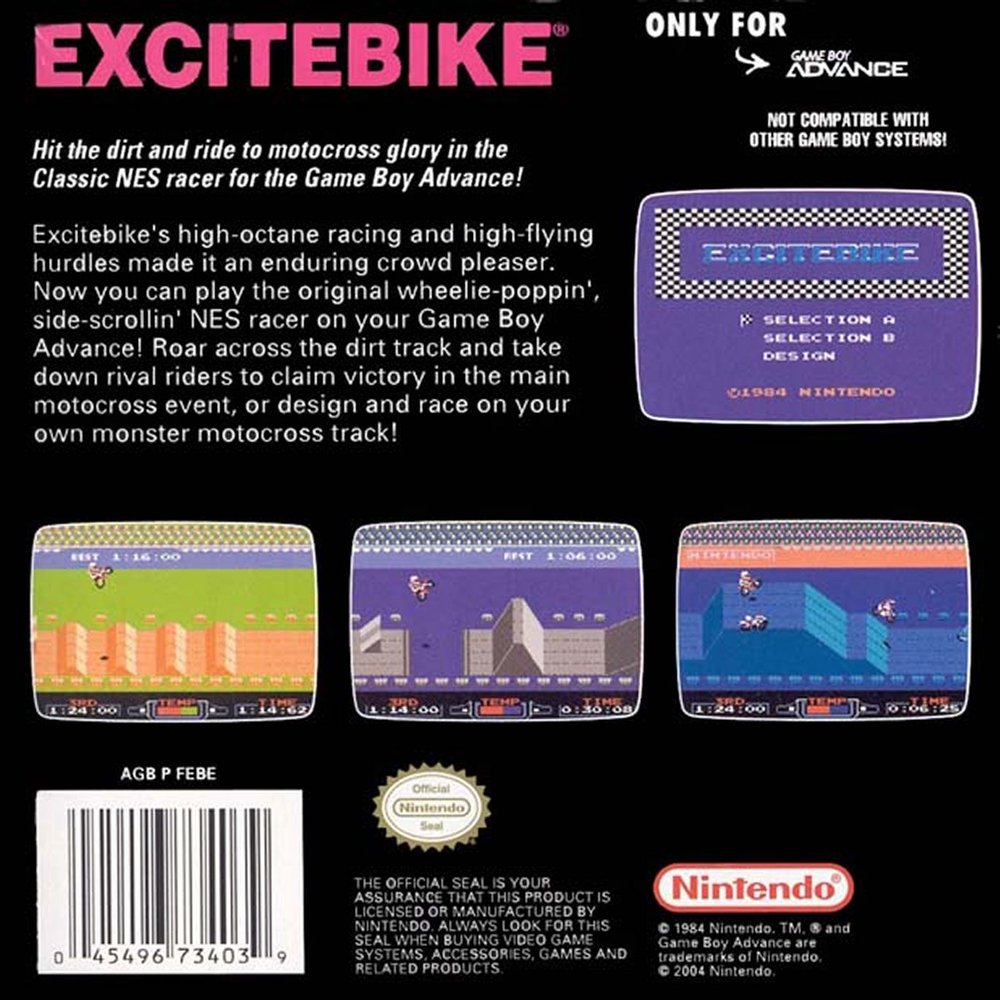 EXCITEBIKE®
ONLY FOR
GAME BOY
ADVANCE
NOT COMPATIBLE WITH
OTHER GAME BOY SYSTEMS!
Hit the dirt and ride to motocross glory in the
Classic NES racer for the Game Boy Advance!
Excitebike's high-octane racing and high-flying
hurdles made it an enduring crowd pleaser.
Now you can play the original wheelie-poppin',
side-scrollin' NES racer on your Game Boy
Advance! Roar across the dirt track and take
down rival riders to claim victory in the main
motocross event, or design and race on your
own monster motocross track!
EXCITEBIKE
SELECTION A
SELECTION B
DESIGN
©1984 NINTENDO
BEST 1:16:00
3RD TEMP TIME
1:24:00 1:14:62
BEST 1:06:00
3RD TEMP TIME
1:14:00 0:30:08
NINTENDO
3RD TEMP TIME
1:24:00 0:06:25
AGB P FEBE
0 45496 73403 9
Official
Nintendo
Seal
THE OFFICIAL SEAL IS YOUR
ASSURANCE THAT THIS PRODUCT IS
LICENSED OR MANUFACTURED BY
NINTENDO. ALWAYS LOOK FOR THIS
SEAL WHEN BUYING VIDEO GAME
SYSTEMS, ACCESSORIES, GAMES AND
RELATED PRODUCTS.
Nintendo®
© 1984 Nintendo. TM, ® and
Game Boy Advance are
trademarks of Nintendo.
© 2004 Nintendo.